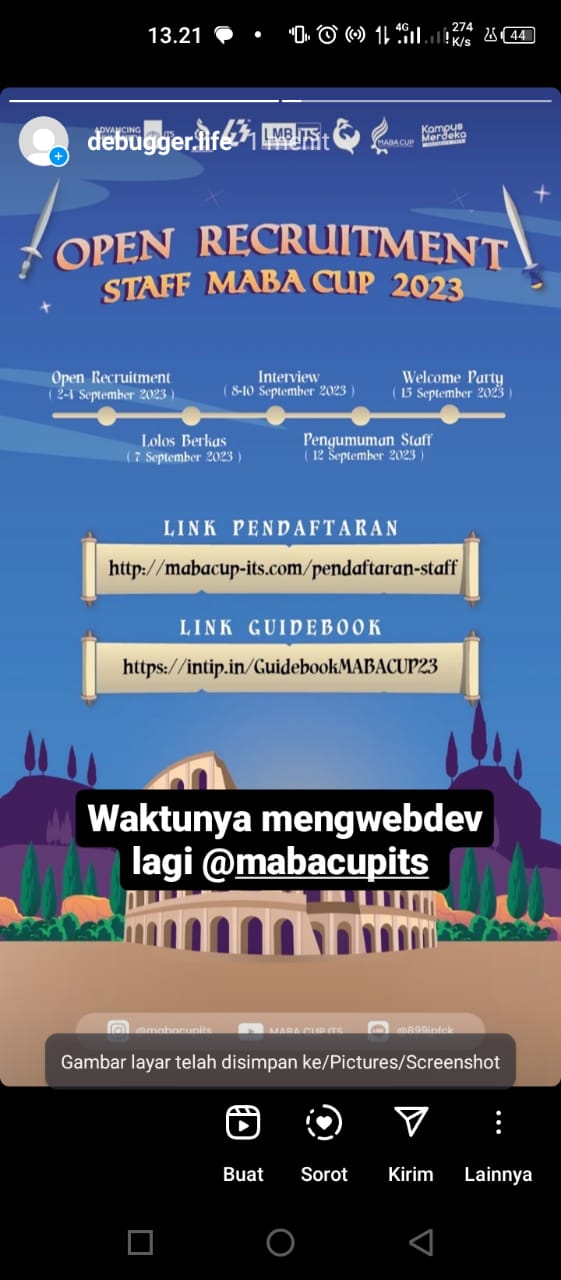 13.21
4G
274
K/s
44
ADVANCING
ITS
LMB ITS
MABA CUP
Kampus
Merdeka
debugger.life 1 menit
OPEN RECRUITMENT
STAFF MABA CUP 2023
Open Recruitment
( 2-4 September 2023 )
Interview
( 8-10 September 2023 )
Welcome Party
( 15 September 2023 )
Lolos Berkas
( 7 September 2023 )
Pengumuman Staff
( 12 September 2023 )
LINK PENDAFTARAN
http://mabacup-its.com/pendaftaran-staff
LINK GUIDEBOOK
https://intip.in/GuidebookMABACUP23
Waktunya mengwebdev
lagi @mabacupits
@mabacupits
MABA CUP ITS
@899ipfck
Gambar layar telah disimpan ke/Pictures/Screenshot
Buat
Sorot
Kirim
Lainnya